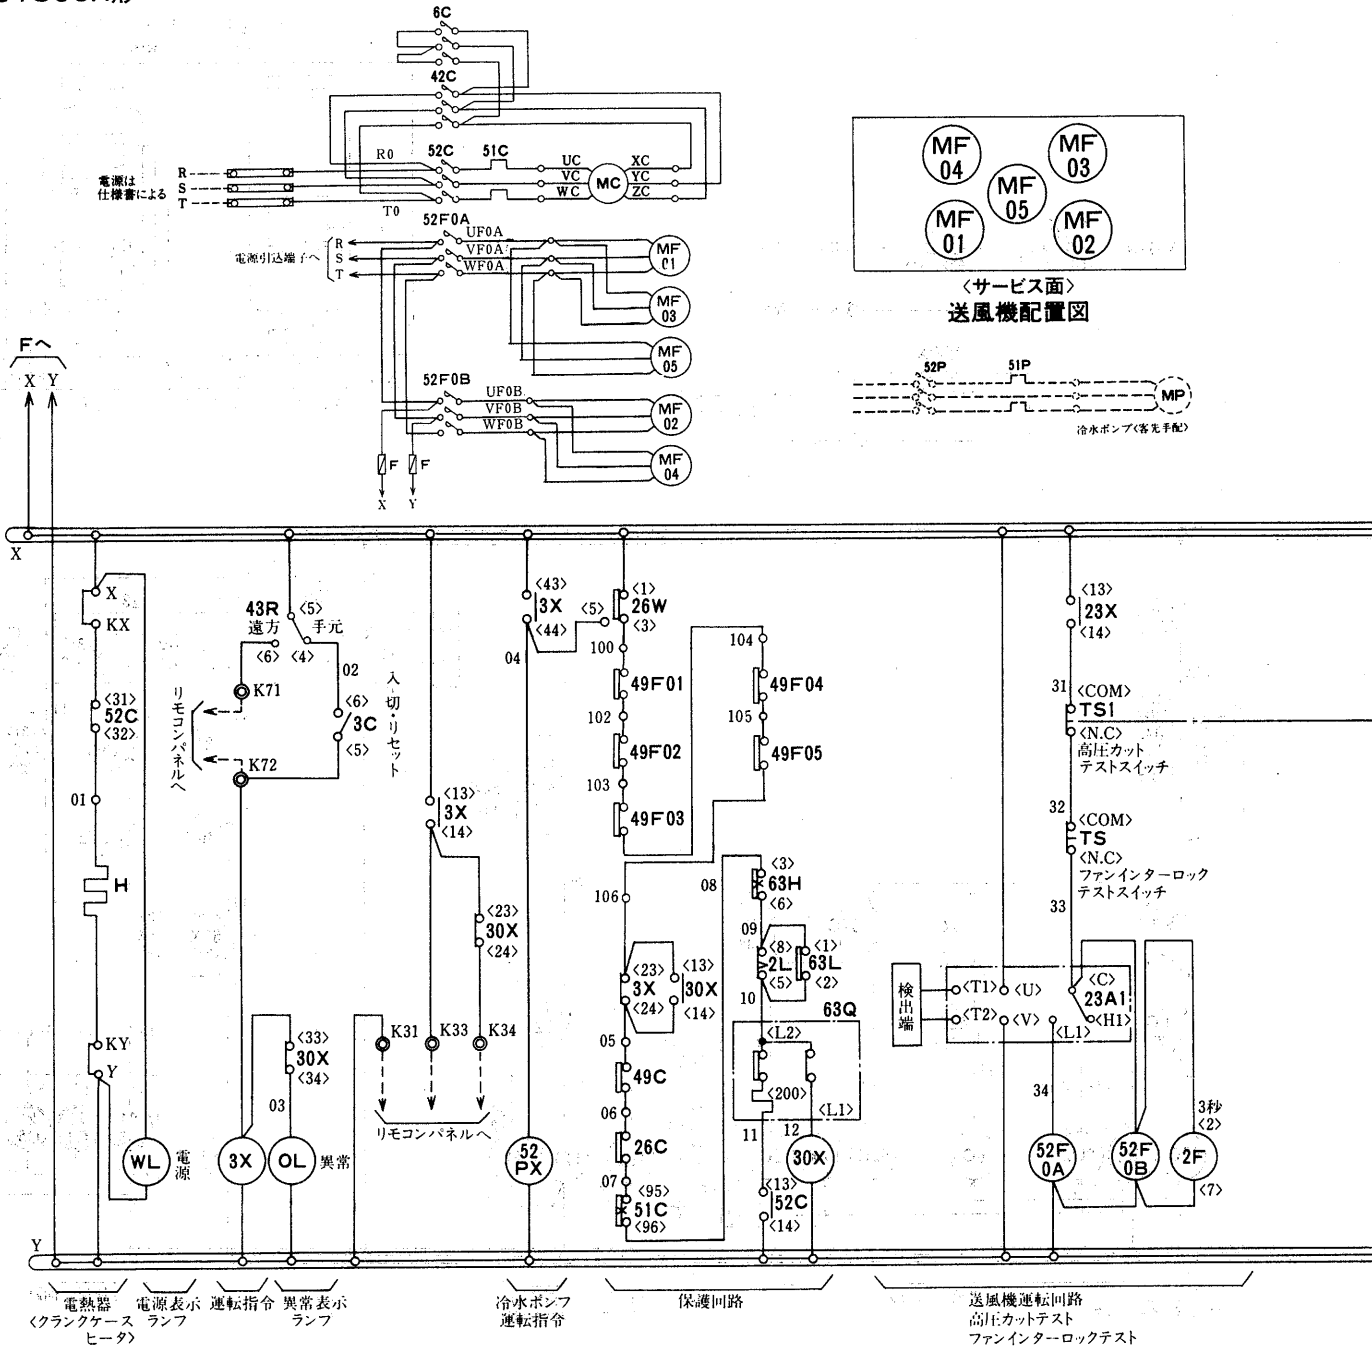 6C
42C
R0
52C
51C
UC
XC
電源は
仕様書による
R
S
T
VC
MC
YC
WC
ZC
T0
52F0A
UF0A
電源引込端子へ
R
S
T
VF0A
WF0A
MF
01
MF
03
MF
05
52F0B
UF0B
VF0B
WF0B
MF
02
MF
04
F
F
X
Y
MF
04
MF
03
MF
05
MF
01
MF
02
〈サービス面〉
送風機配置図
52P
51P
MP
冷水ポンプ〈客先手配〉
Fへ
X Y
X
X
KX
〈31〉
52C
〈32〉
01
H
KY
Y
WL
電源
43R
遠方
〈5〉
手元
〈6〉
〈4〉
02
K71
リモコンパネルへ
K72
〈6〉
3C
〈5〉
入-切・リセット
〈33〉
30X
〈34〉
03
3X
OL
異常
〈13〉
3X
〈14〉
〈23〉
30X
〈24〉
K31
K33
K34
リモコンパネルへ
〈43〉
3X
〈44〉
04
52
PX
〈5〉
〈1〉
26W
〈3〉
100
49F01
102
49F02
103
49F03
104
49F04
105
49F05
106
〈23〉
3X
〈24〉
〈13〉
30X
〈14〉
05
49C
06
26C
07
〈95〉
51C
〈96〉
08
〈3〉
63H
〈6〉
09
〈8〉
2L
〈5〉
〈1〉
63L
〈2〉
10
63Q
〈L2〉
〈200〉
〈L1〉
11
12
30X
〈13〉
52C
〈14〉
〈13〉
23X
〈14〉
31
〈COM〉
TS1
〈N.C〉
高圧カット
テストスイッチ
32
〈COM〉
TS
〈N.C〉
ファンインターロック
テストスイッチ
33
検出端
〈T1〉
〈U〉
〈C〉
23A1
〈T2〉
〈V〉
〈H1〉
〈L1〉
34
3秒
〈2〉
52F
0A
52F
0B
2F
〈7〉
Y
電熱器
〈クランクケース
ヒータ〉
電源表示
ランプ
運転指令
異常表示
ランプ
冷水ポンプ
運転指令
保護回路
送風機運転回路
高圧カットテスト
ファンインターロックテスト